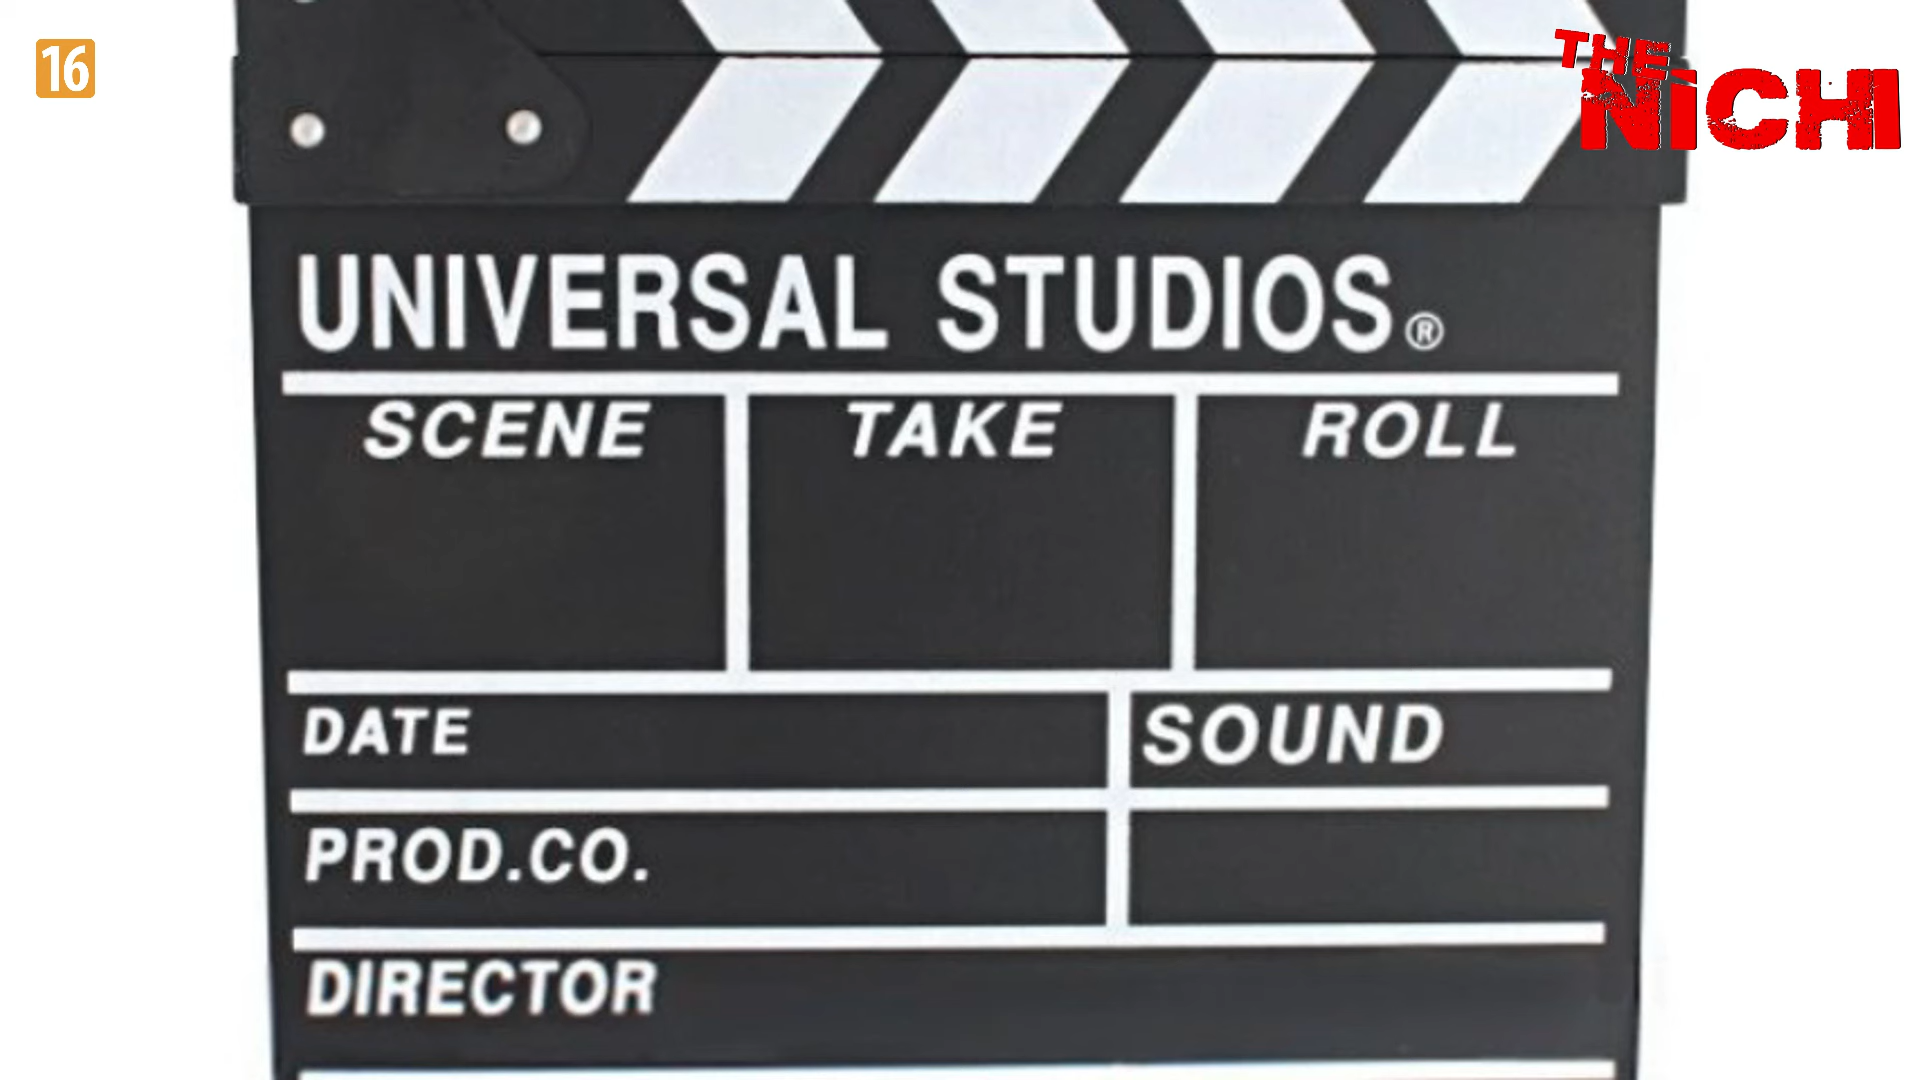 16
THE
NiCHI
UNIVERSAL STUDIOS®
SCENE TAKE ROLL
DATE SOUND
PROD.CO.
DIRECTOR